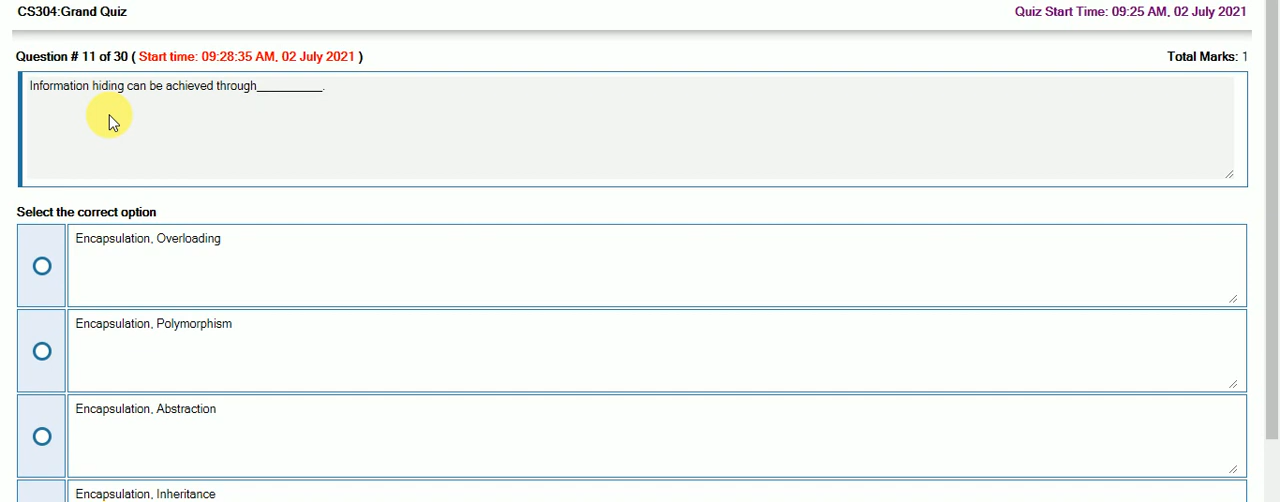 CS304:Grand Quiz
Quiz Start Time: 09:25 AM, 02 July 2021
Question # 11 of 30 ( Start time: 09:28:35 AM, 02 July 2021 )
Total Marks: 1
Information hiding can be achieved through___________.
Select the correct option
Encapsulation, Overloading
Encapsulation, Polymorphism
Encapsulation, Abstraction
Encapsulation, Inheritance